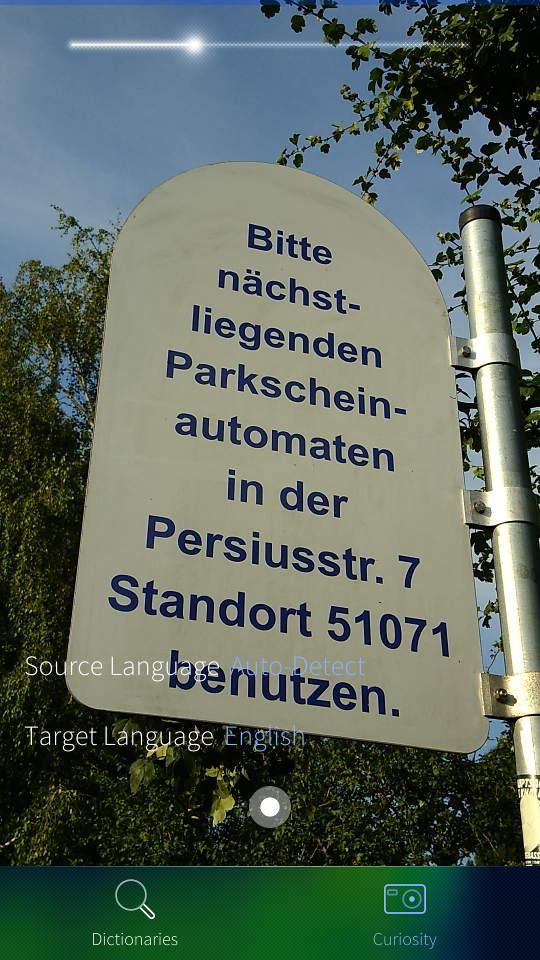 Bitte
nächst-
liegenden
Parkschein-
automaten
in der
Persiusstr. 7
Standort 51071
benutzen.
Source Language Auto-Detect
Target Language English
Dictionaries Curiosity